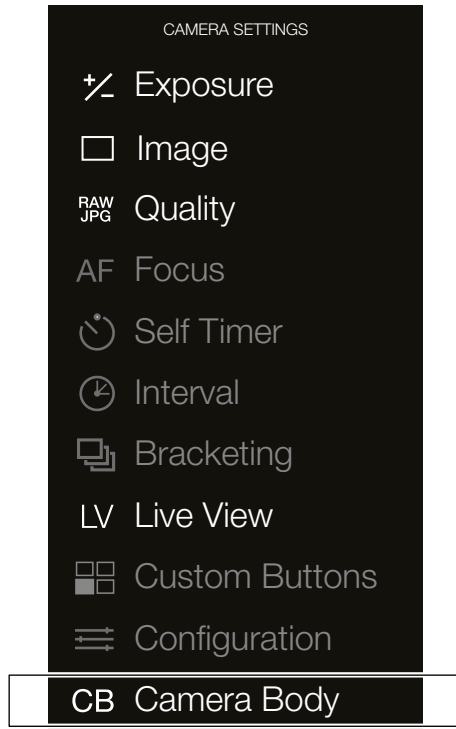 CAMERA SETTINGS
+/– Exposure
Image
RAW
JPG Quality
AF Focus
Self Timer
Interval
Bracketing
LV Live View
Custom Buttons
Configuration
CB Camera Body